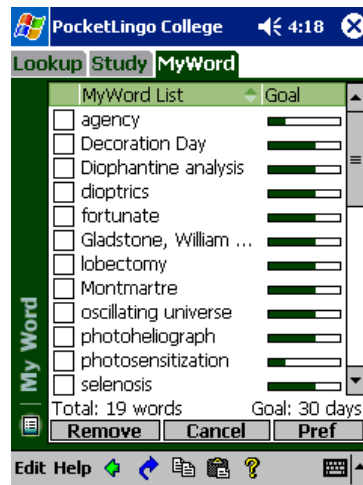 PocketLingo College 4:18
Lookup Study MyWord
MyWord List Goal
agency
Decoration Day
Diophantine analysis
dioptrics
fortunate
Gladstone, William ...
lobectomy
Montmartre
oscillating universe
photoheliograph
photosensitization
selenosis
My Word
Total: 19 words Goal: 30 days
Remove Cancel Pref
Edit Help